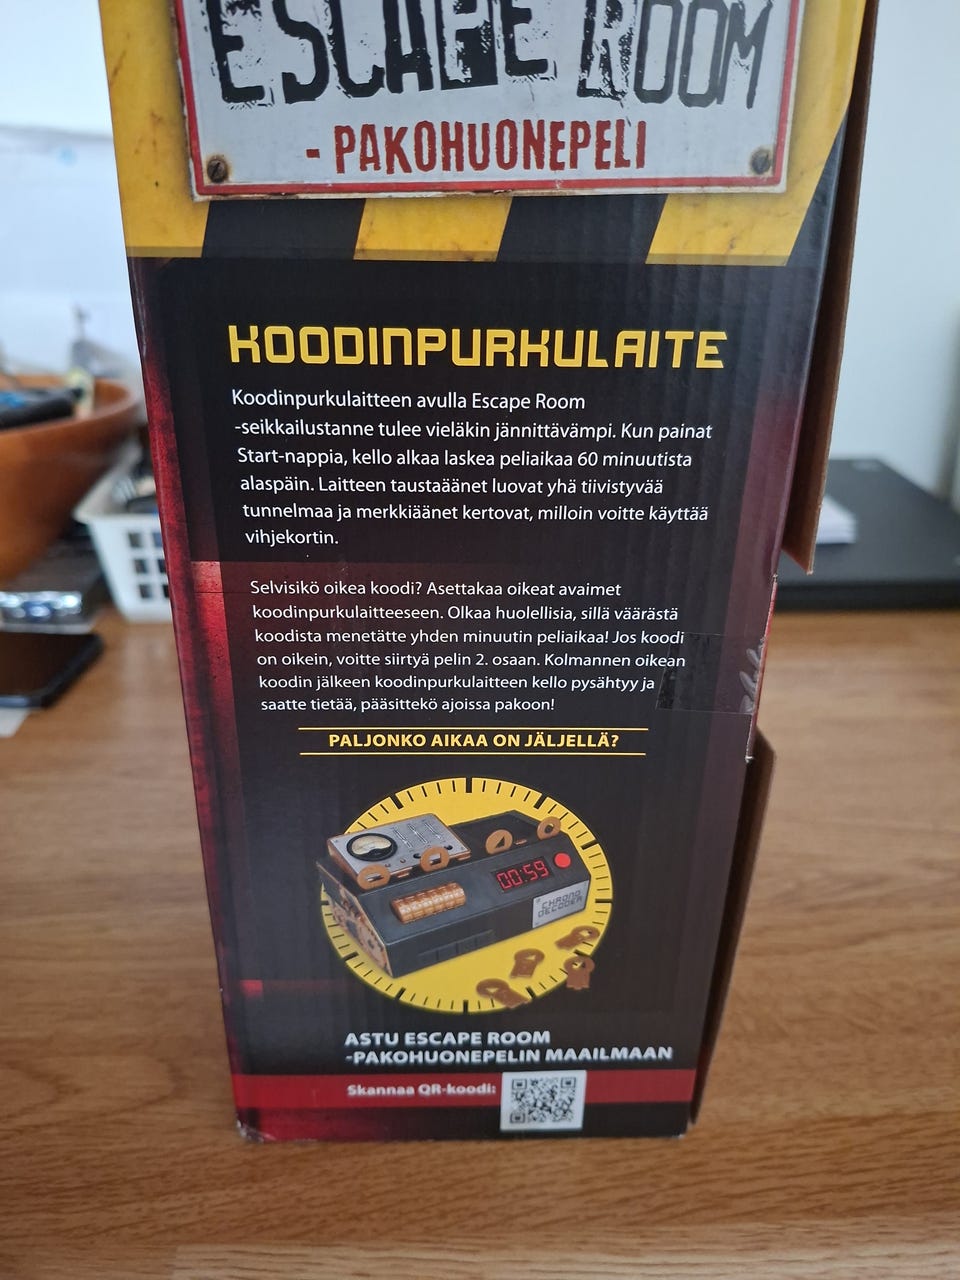 ESCAPE ROOM
- PAKOHUONEPELI
KOODINPURKULAITE
Koodinpurkulaitteen avulla Escape Room
-seikkailustanne tulee vieläkin jännittävämpi. Kun painat
Start-nappia, kello alkaa laskea peliaikaa 60 minuutista
alaspäin. Laitteen taustaäänet luovat yhä tiivistyvää
tunnelmaa ja merkkiäänet kertovat, milloin voitte käyttää
vihjekortin.
Selvisikö oikea koodi? Asettakaa oikeat avaimet
koodinpurkulaitteeseen. Olkaa huolellisia, sillä väärästä
koodista menetätte yhden minuutin peliaikaa! Jos koodi
on oikein, voitte siirtyä pelin 2. osaan. Kolmannen oikean
koodin jälkeen koodinpurkulaitteen kello pysähtyy ja
saatte tietää, pääsittekö ajoissa pakoon!
PALJONKO AIKAA ON JÄLJELLÄ?
00:59
CHRONO
DECODER
ASTU ESCAPE ROOM
-PAKOHUONEPELIN MAAILMAAN
Skannaa QR-koodi: